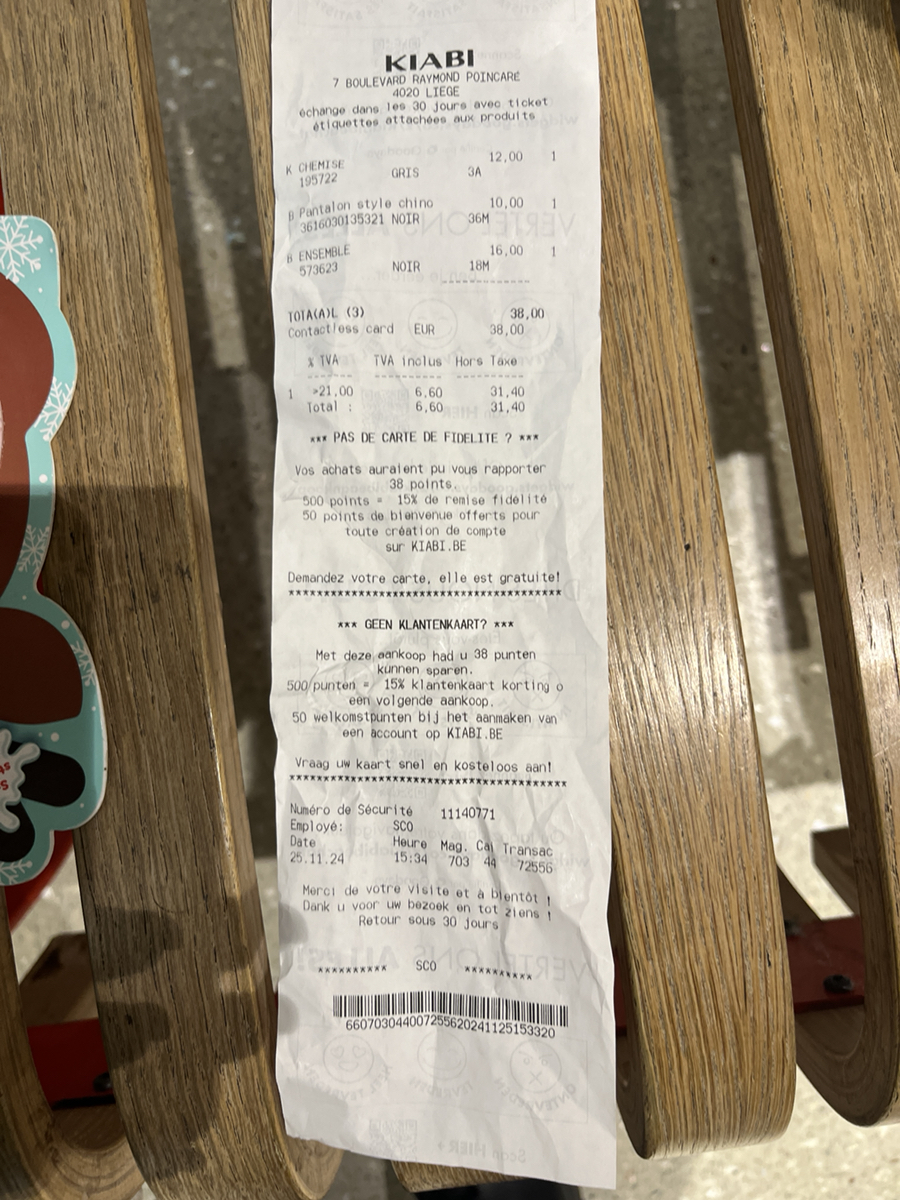 KIABI
7 BOULEVARD RAYMOND POINCARE
4020 LIEGE
échange dans les 30 jours avec ticket
étiquettes attachées aux produits
K CHEMISE 12,00 1
195722 GRIS 3A
B Pantalon style chino 10,00 1
3616030135321 NOIR 36M
B ENSEMBLE 16,00 1
573623 NOIR 18M
--------------
TOTA(A)L (3) 38,00
Contactless card EUR 38,00
% TVA TVA inclus Hors Taxe
------- ---------- ----------
1 >21,00 6,60 31,40
Total : 6,60 31,40
*** PAS DE CARTE DE FIDELITE ? ***
Vos achats auraient pu vous rapporter
38 points.
500 points = 15% de remise fidélité
50 points de bienvenue offerts pour
toute création de compte
sur KIABI.BE
Demandez votre carte, elle est gratuite!
****************************************
*** GEEN KLANTENKAART? ***
Met deze aankoop had u 38 punten
kunnen sparen.
500 punten = 15% klantenkaart korting o
een volgende aankoop.
50 welkomstpunten bij het aanmaken van
een account op KIABI.BE
Vraag uw kaart snel en kosteloos aan!
****************************************
Numéro de Sécurité 11140771
Employé: SCO
Date Heure Mag. Cai Transac
25.11.24 15:34 703 44 72556
Merci de votre visite et à bientôt !
Dank u voor uw bezoek en tot ziens !
Retour sous 30 jours
********** SCO **********
660703044007255620241125153320